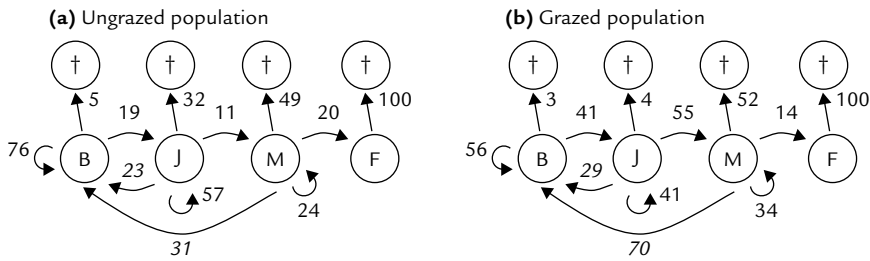 (a) Ungrazed population
(b) Grazed population
† † † †
† † † †
5 32 49 100
3 4 52 100
19 11 20
41 55 14
76 B J M F
56 B J M F
23
29
57
41
24
34
31
70